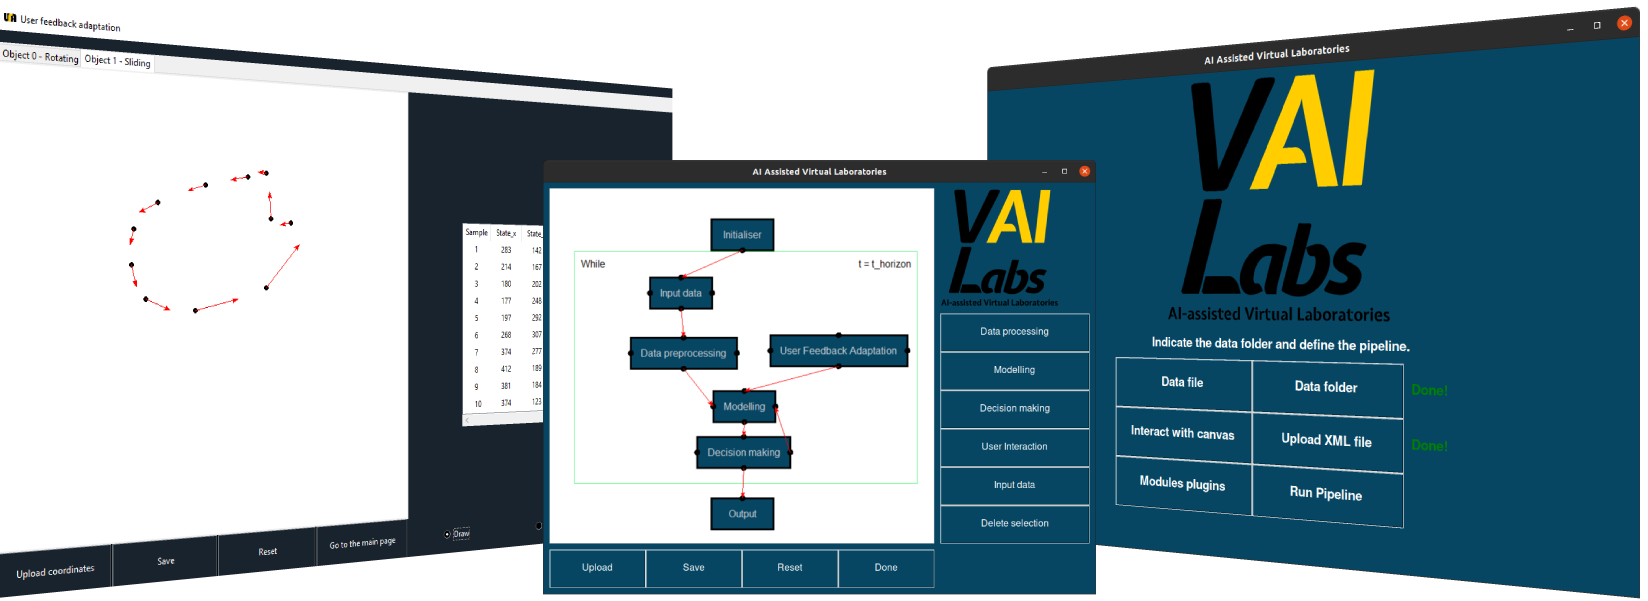 VAI User feedback adaptation
Object 0 - Rotating Object 1 - Sliding
Sample State_x State_
1 283 142
2 214 167
3 180 202
4 177 248
5 197 292
6 268 307
7 374 277
8 412 189
9 381 184
10 374 123
Draw
Upload coordinates Save Reset Go to the main page
AI Assisted Virtual Laboratories
Initialiser
While t = t_horizon
Input data
Data preprocessing User Feedback Adaptation
Modelling
Decision making
Output
VAI
Labs
AI-assisted Virtual Laboratories
Data processing
Modelling
Decision making
User Interaction
Input data
Delete selection
Upload Save Reset Done
AI Assisted Virtual Laboratories
VAI
Labs
AI-assisted Virtual Laboratories
Indicate the data folder and define the pipeline.
Data file Data folder Done!
Interact with canvas Upload XML file Done!
Modules plugins Run Pipeline